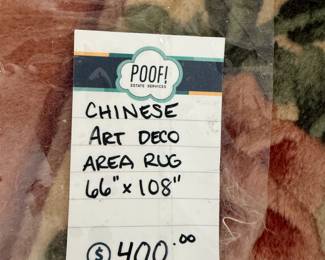 POOF!
ESTATE SERVICES
CHINESE
ART DECO
AREA RUG
66" x 108"
$ 400.00